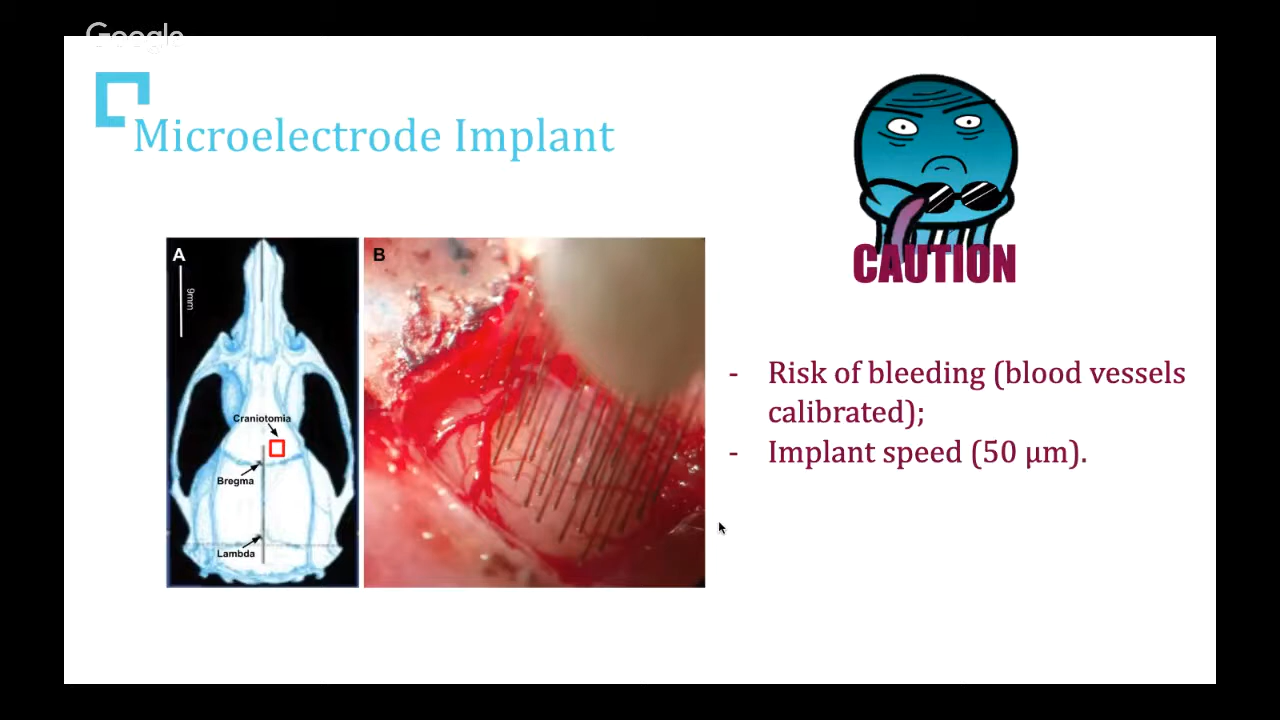 Google
Microelectrode Implant
CAUTION
A
9mm
Craniotomia
Bregma
Lambda
B
- Risk of bleeding (blood vessels
calibrated);
- Implant speed (50 μm).